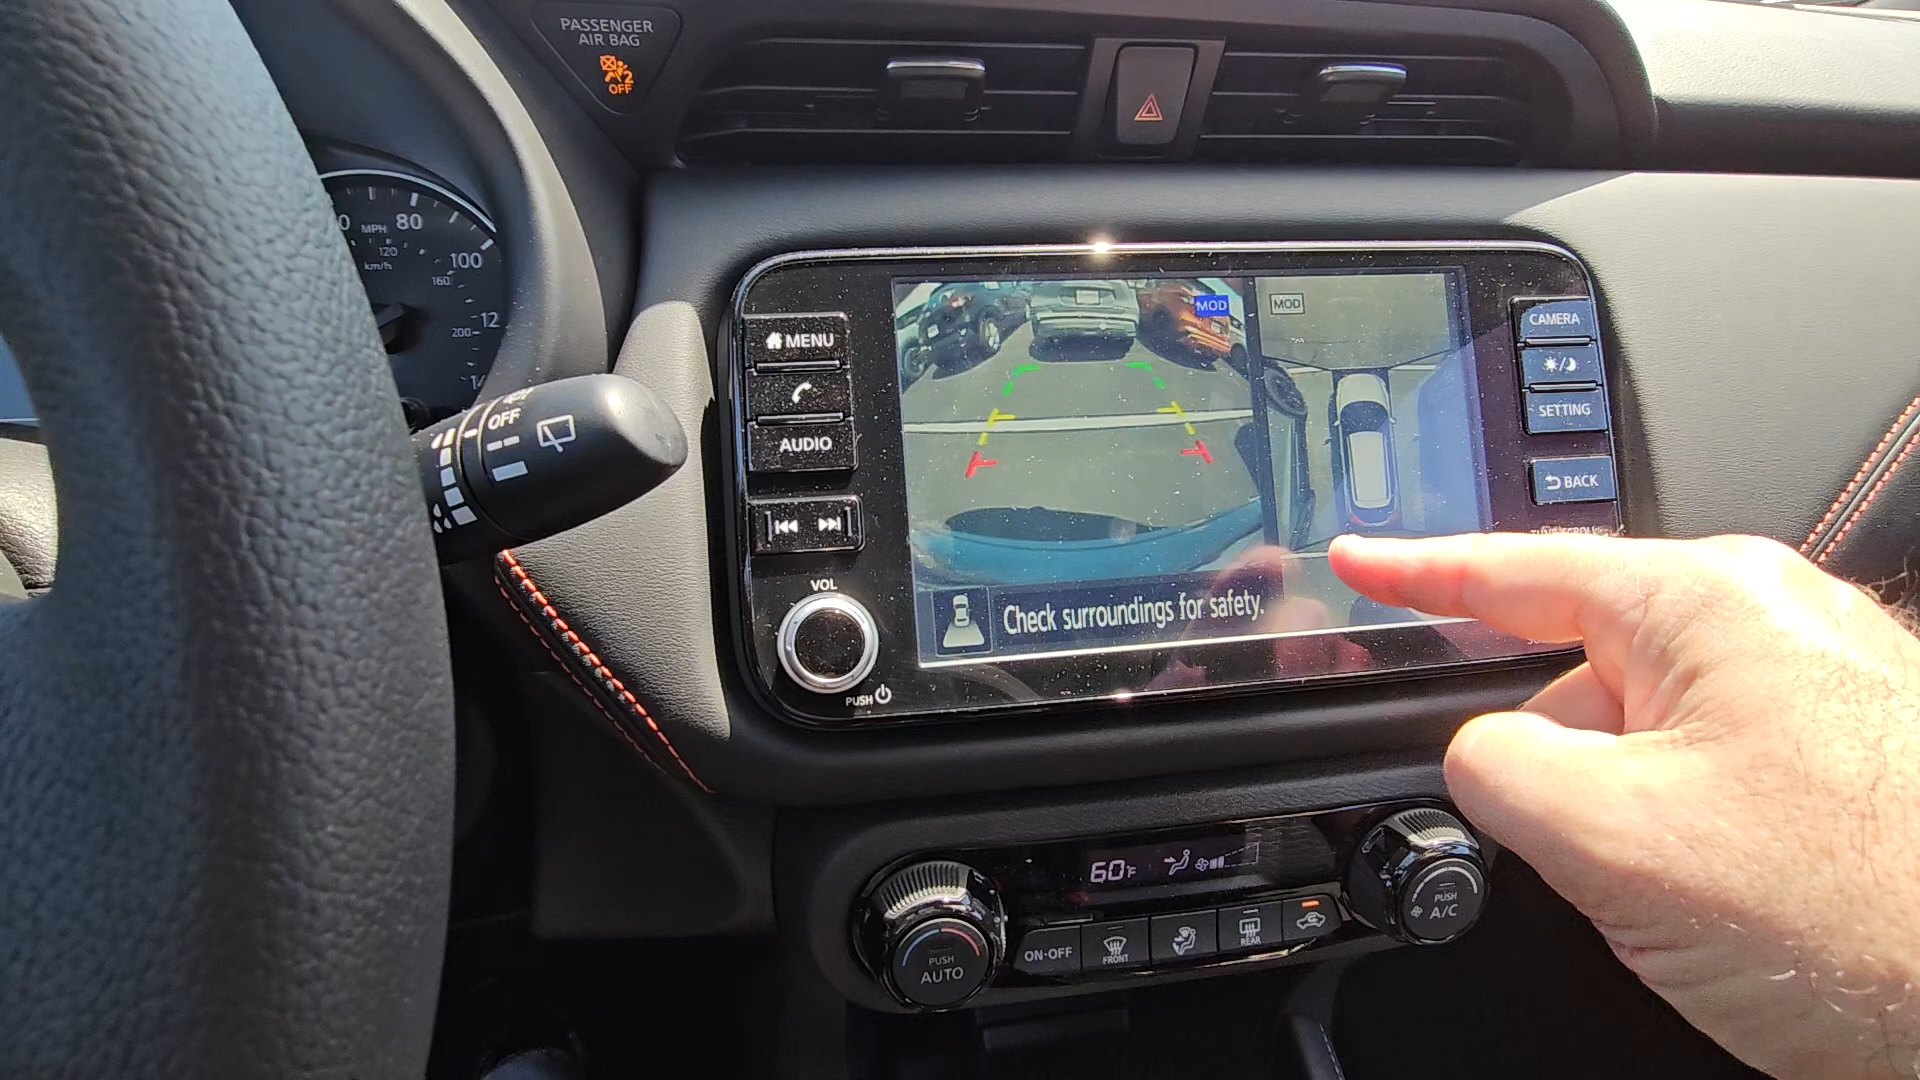 PASSENGER
AIR BAG
2
OFF
80
MPH
120
km/h
100
160
200
OFF
MENU
AUDIO
VOL
PUSH
MOD
MOD
Check surroundings for safety.
CAMERA
SETTING
BACK
60°F
PUSH
AUTO
ON·OFF
FRONT
REAR
PUSH
A/C